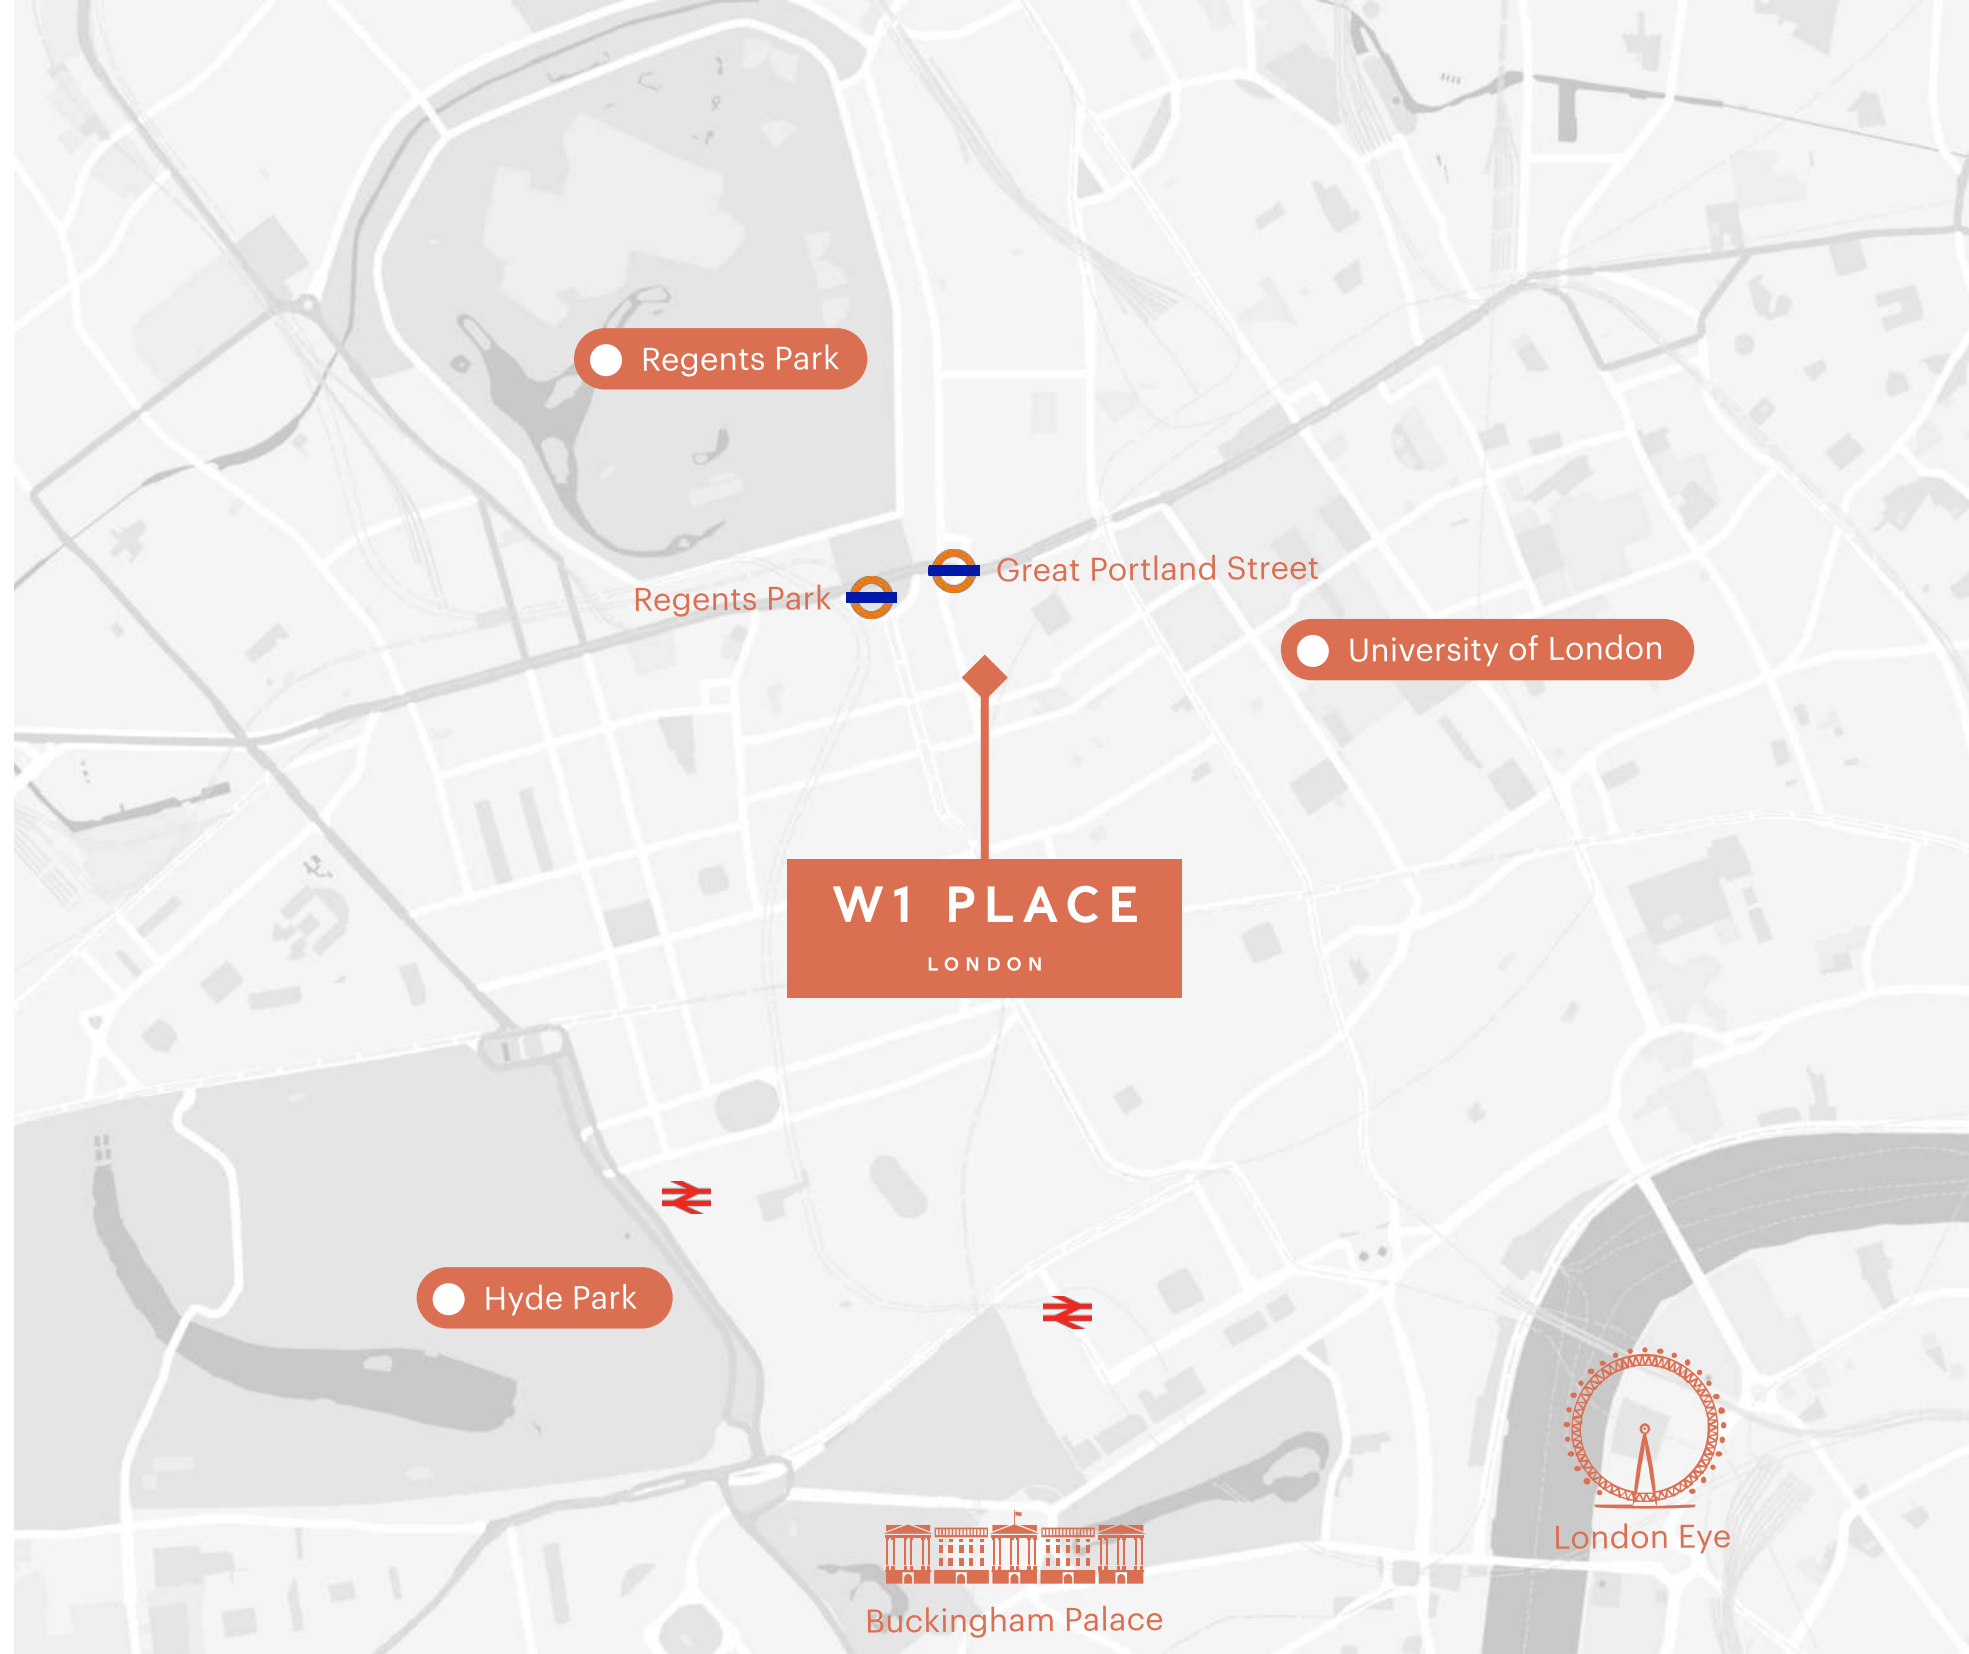 Regents Park
Great Portland Street
Regents Park
University of London
W1 PLACE
LONDON
Hyde Park
London Eye
Buckingham Palace